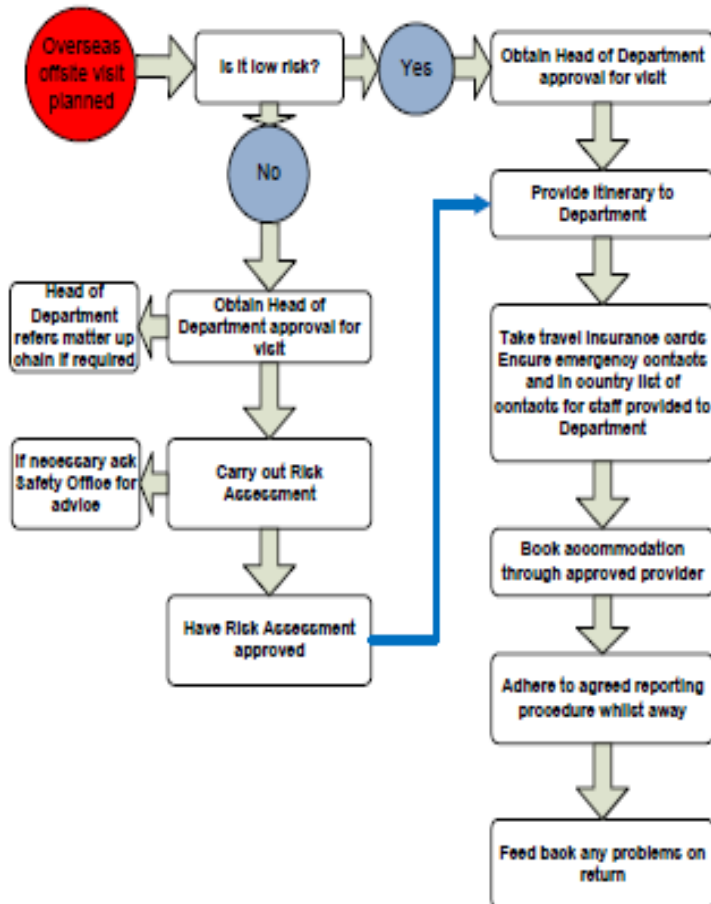 Overseas
offsite visit
planned
Is it low risk?
Yes
Obtain Head of Department
approval for visit
No
Provide Itinerary to
Department
Head of
Department
refers matter up
chain if required
Obtain Head of
Department approval for
visit
Take travel insurance cards
Ensure emergency contacts
and in country list of
contacts for staff provided to
Department
If necessary ask
Safety Office for
advice
Carry out Risk
Assessment
Book accommodation
through approved provider
Have Risk Assessment
approved
Adhere to agreed reporting
procedure whilst away
Feed back any problems on
return